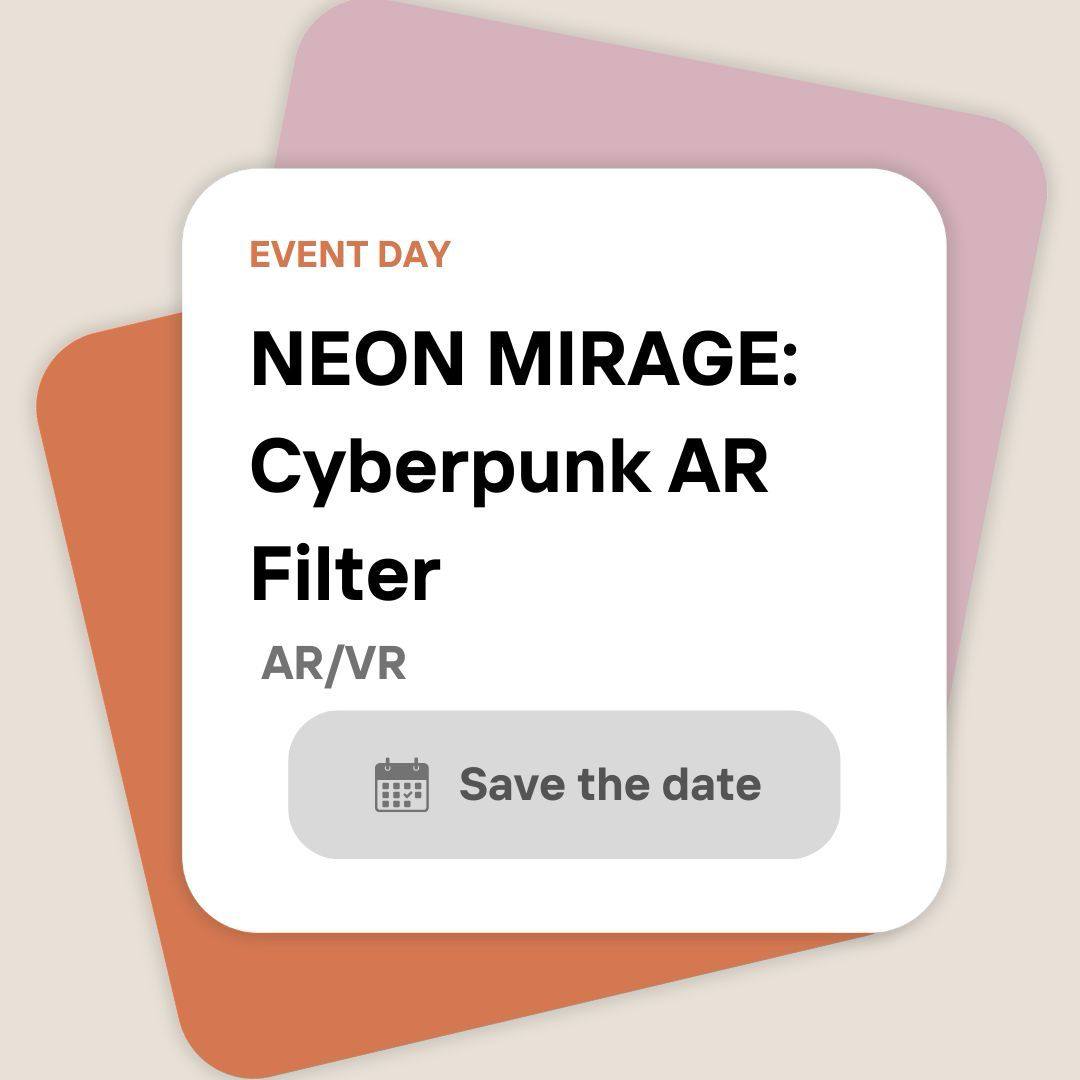 EVENT DAY
NEON MIRAGE:
Cyberpunk AR
Filter
AR/VR
Save the date